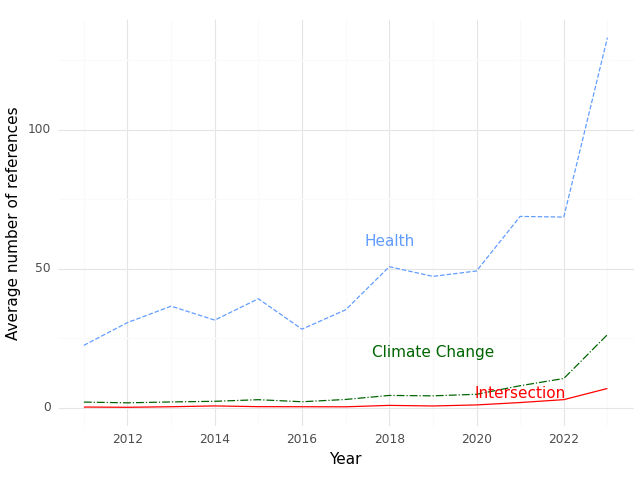 Average number of references
100
50
0
Health
Climate Change
Intersection
2012
2014
2016
2018
2020
2022
Year